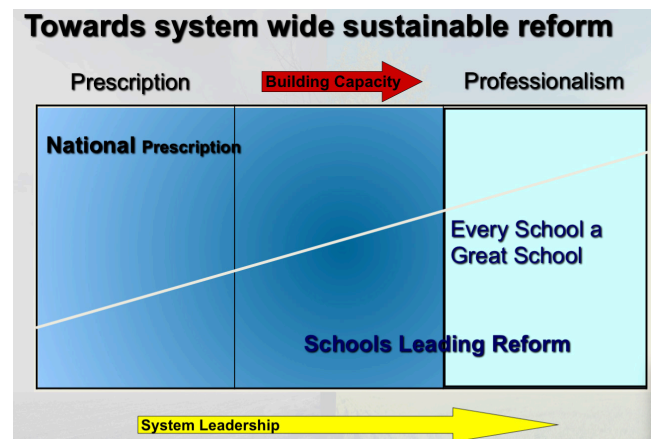 Towards system wide sustainable reform
Prescription
Building Capacity
Professionalism
National Prescription
Every School a
Great School
Schools Leading Reform
System Leadership